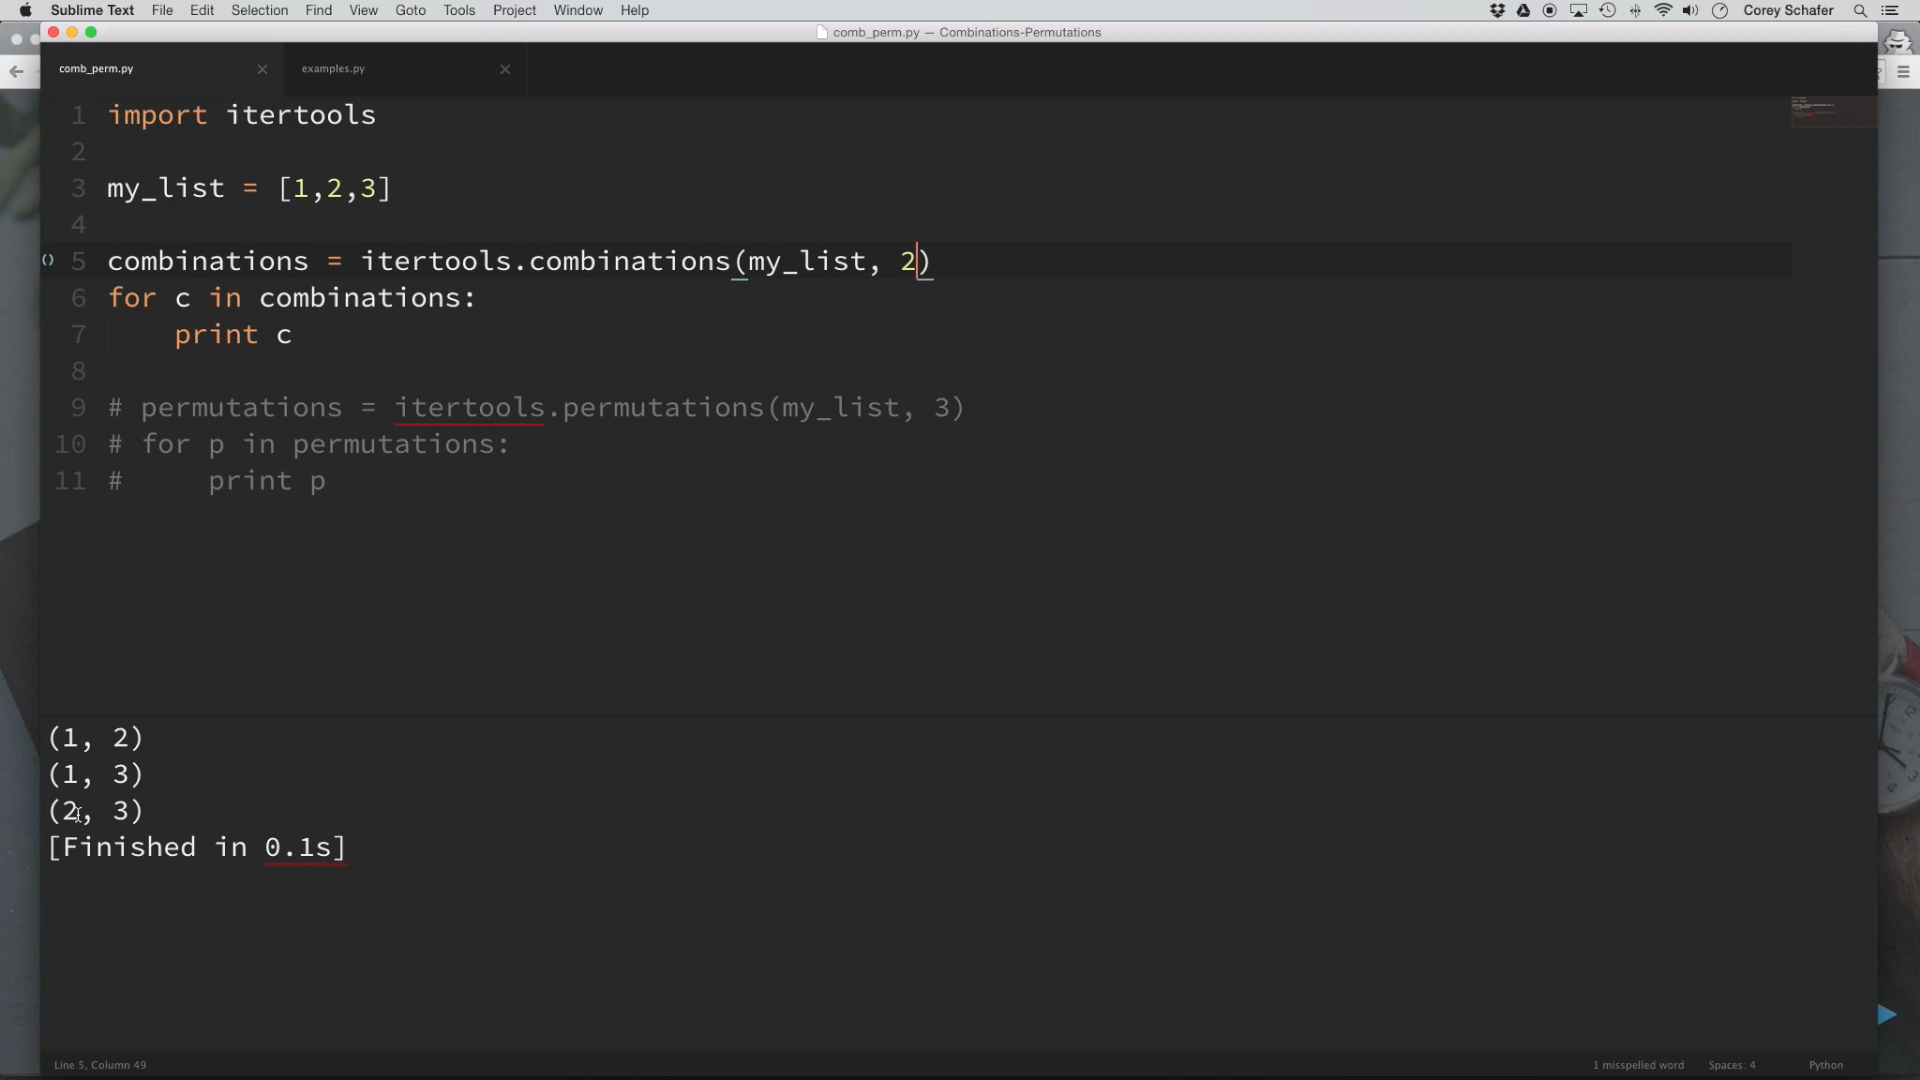 Sublime Text File Edit Selection Find View Goto Tools Project Window Help Corey Schafer
comb_perm.py — Combinations-Permutations
comb_perm.py examples.py
1 import itertools
2
3 my_list = [1,2,3]
4
5 combinations = itertools.combinations(my_list, 2)
6 for c in combinations:
7     print c
8
9 # permutations = itertools.permutations(my_list, 3)
10 # for p in permutations:
11 #     print p
(1, 2)
(1, 3)
(2, 3)
[Finished in 0.1s]
Line 5, Column 49 1 misspelled word Spaces: 4 Python